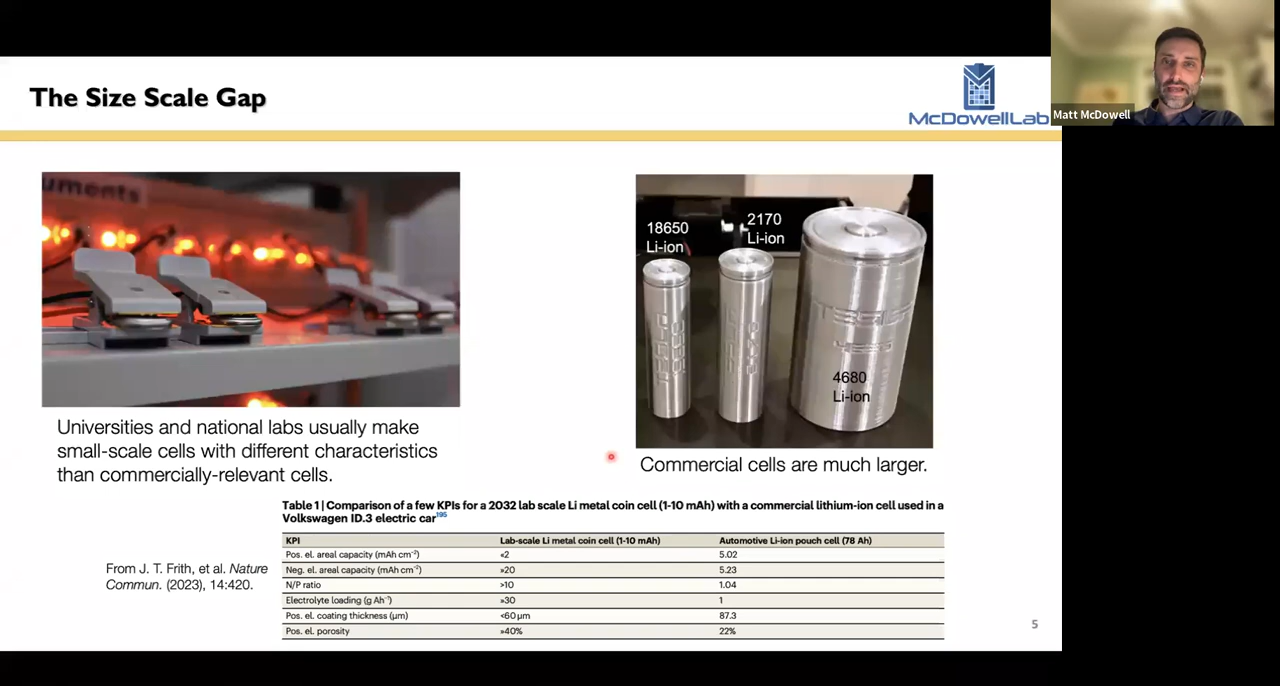 The Size Scale Gap
McDowellLab
Matt McDowell
uments
18650
Li-ion
2170
Li-ion
TESLA
4680
4680
Li-ion
Universities and national labs usually make
small-scale cells with different characteristics
than commercially-relevant cells.
Commercial cells are much larger.
Table 1 | Comparison of a few KPIs for a 2032 lab scale Li metal coin cell (1-10 mAh) with a commercial lithium-ion cell used in a
Volkswagen ID.3 electric car195
From J. T. Frith, et al. Nature
Commun. (2023), 14:420.
KPI Lab-scale Li metal coin cell (1-10 mAh) Automotive Li-ion pouch cell (78 Ah)
Pos. el. areal capacity (mAh cm⁻²) «2 5.02
Neg. el. areal capacity (mAh cm⁻²) »20 5.23
N/P ratio >10 1.04
Electrolyte loading (g Ah⁻¹) »30 1
Pos. el. coating thickness (μm) <60 μm 87.3
Pos. el. porosity »40% 22%
5